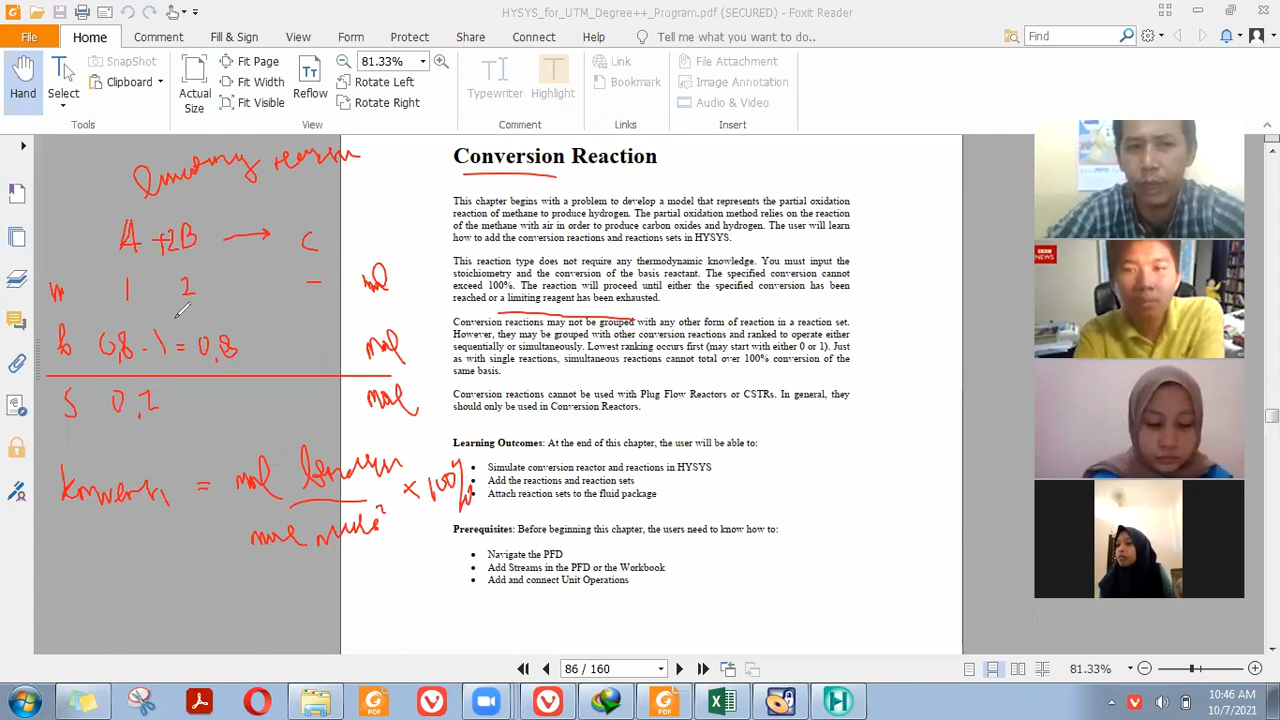 HYSYS_for_UTM_Degree++_Program.pdf (SECURED) - Foxit Reader
File Home Comment Fill & Sign View Form Protect Share Connect Help Tell me what you want to do.. Find
Hand
Select
SnapShot
Clipboard
Actual Size
Fit Page
Fit Width
Fit Visible
Reflow
81.33%
Rotate Left
Rotate Right
Typewriter
Highlight
Link
Bookmark
File Attachment
Image Annotation
Audio & Video
Tools View Comment Links Insert
limiting
A + 2B → C
m 1 2 - mol
b 0,8 . 1 = 0,8 mol
s 0,2 mol
konversi = mol bereaksi × 100%
mol mula²
Conversion Reaction
This chapter begins with a problem to develop a model that represents the partial oxidation
reaction of methane to produce hydrogen. The partial oxidation method relies on the reaction
of the methane with air in order to produce carbon oxides and hydrogen. The user will learn
how to add the conversion reactions and reactions sets in HYSYS.
This reaction type does not require any thermodynamic knowledge. You must input the
stoichiometry and the conversion of the basis reactant. The specified conversion cannot
exceed 100%. The reaction will proceed until either the specified conversion has been
reached or a limiting reagent has been exhausted.
Conversion reactions may not be grouped with any other form of reaction in a reaction set.
However, they may be grouped with other conversion reactions and ranked to operate either
sequentially or simultaneously. Lowest ranking occurs first (may start with either 0 or 1). Just
as with single reactions, simultaneous reactions cannot total over 100% conversion of the
same basis.
Conversion reactions cannot be used with Plug Flow Reactors or CSTRs. In general, they
should only be used in Conversion Reactors.
Learning Outcomes: At the end of this chapter, the user will be able to:
• Simulate conversion reactor and reactions in HYSYS
• Add the reactions and reaction sets
• Attach reaction sets to the fluid package
Prerequisites: Before beginning this chapter, the users need to know how to:
• Navigate the PFD
• Add Streams in the PFD or the Workbook
• Add and connect Unit Operations
BBC NEWS
86 / 160
81.33%
10:46 AM
10/7/2021